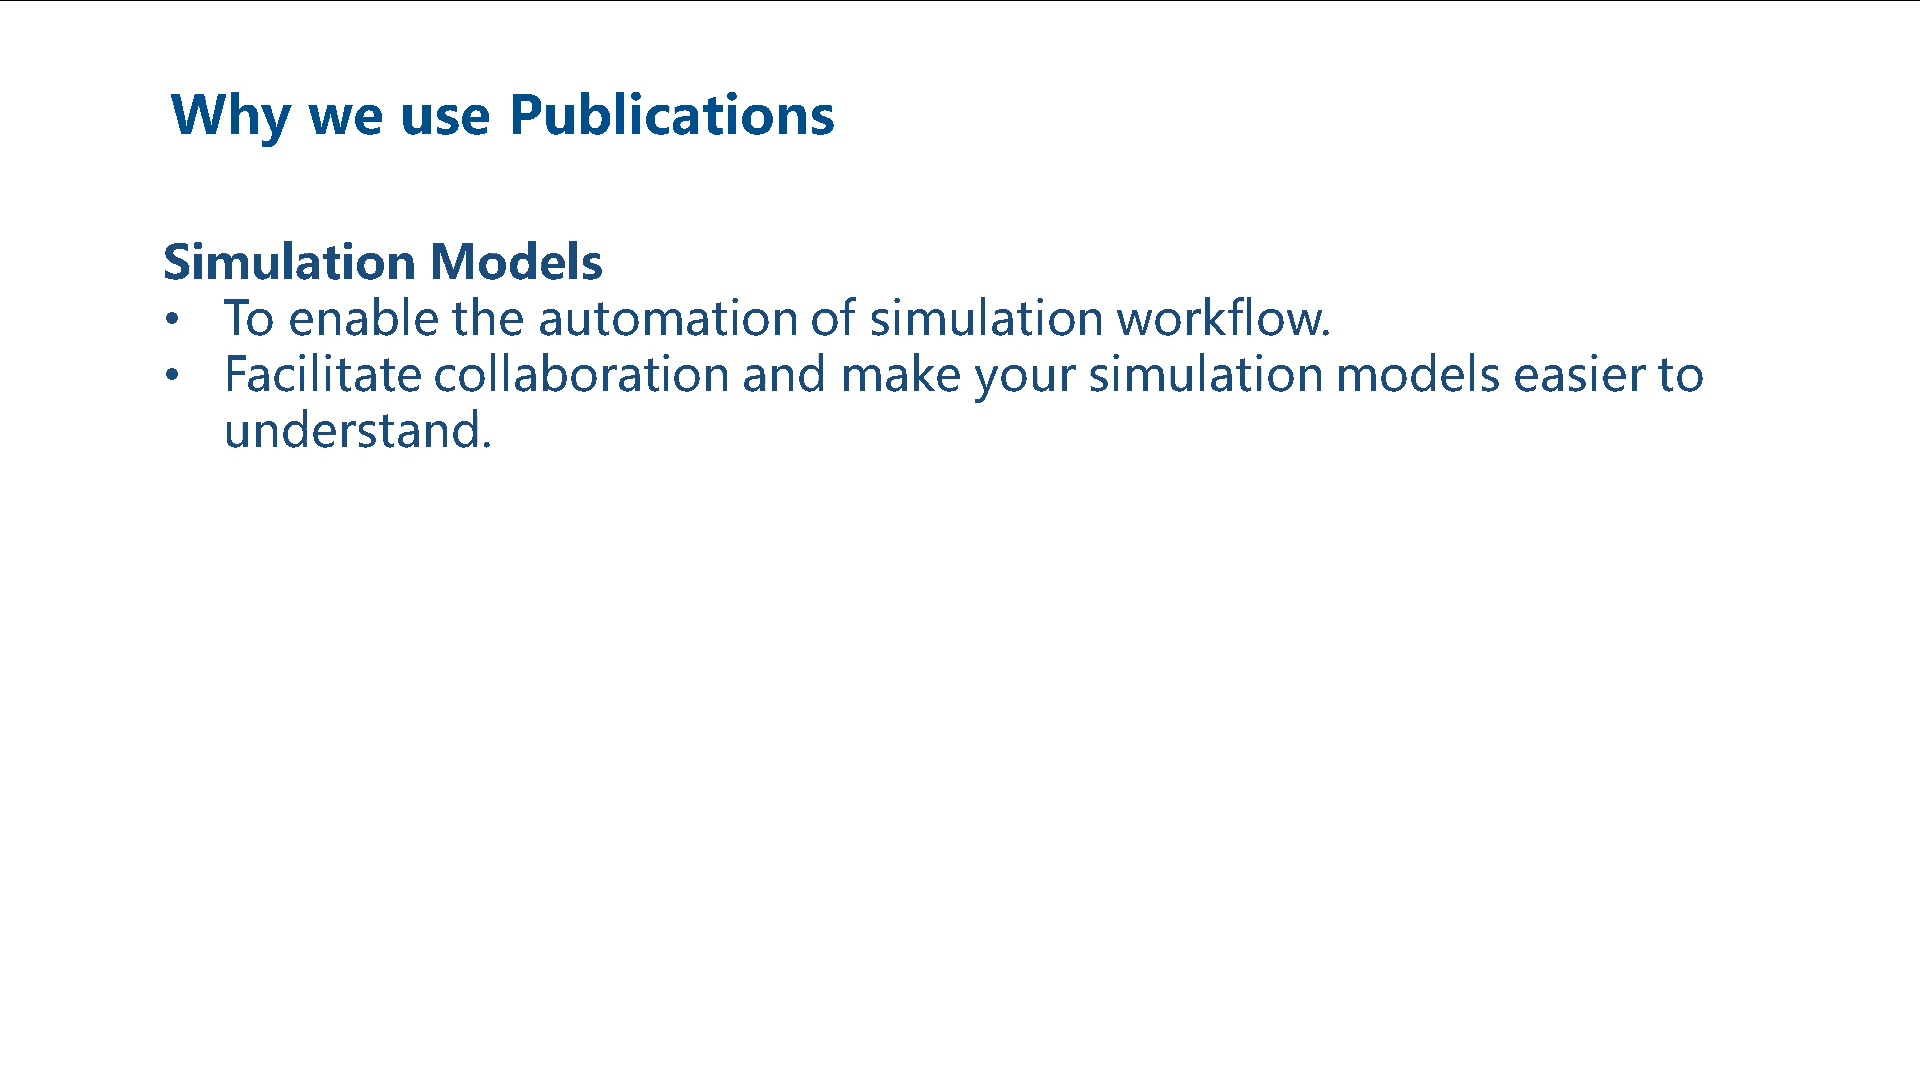 Why we use Publications
Simulation Models
• To enable the automation of simulation workflow.
• Facilitate collaboration and make your simulation models easier to
understand.